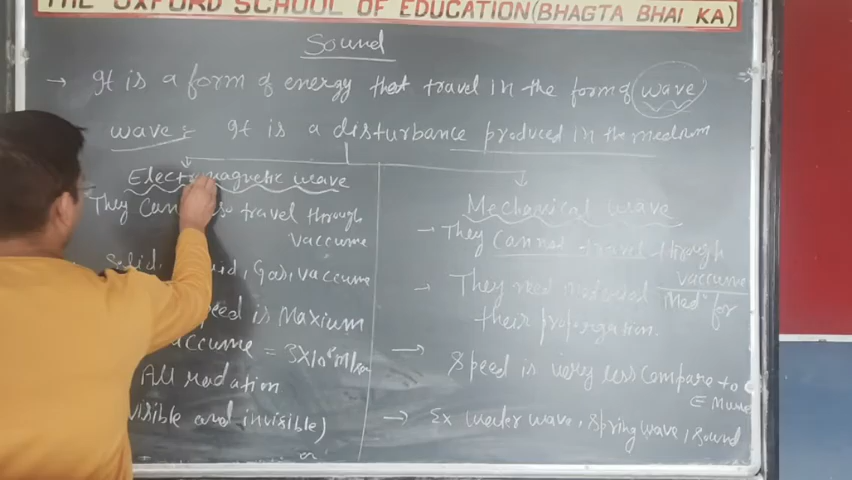 THE OXFORD SCHOOL OF EDUCATION(BHAGTA BHAI KA)
Sound
→ It is a form of energy that travel in the form of wave
wave:- It is a disturbance produced in the medium
Electromagnetic wave
They Can travel through
vaccume
Solid, Gas, vaccume
speed is Maxium
vaccume = 3X10⁸ m/sec
All radation
visible and invisible)
Mechanical wave
– They Cannot travel through
vaccume
– They need material Med^m for
their propergation.
→ Speed is very less compare to
E M wave
→ Ex water wave, Spring wave, sound